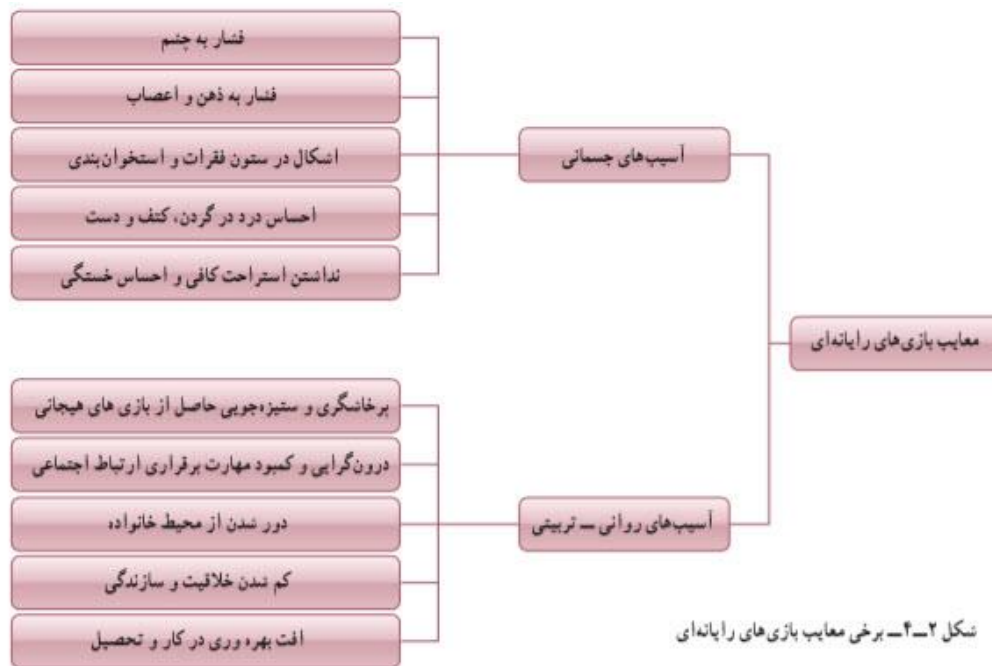 معایب بازی‌های رایانه‌ای
آسیب‌های جسمانی
فشار به چشم
فشار به ذهن و اعصاب
اشکال در ستون فقرات و استخوان‌بندی
احساس درد در گردن، کتف و دست
نداشتن استراحت کافی و احساس خستگی
آسیب‌های روانی ــ تربیتی
پرخاشگری و ستیزه‌جویی حاصل از بازی های هیجانی
درون‌گرایی و کمبود مهارت برقراری ارتباط اجتماعی
دور شدن از محیط خانواده
کم شدن خلاقیت و سازندگی
افت بهره وری در کار و تحصیل
شکل ۲ــ۴ــ برخی معایب بازی‌های رایانه‌ای